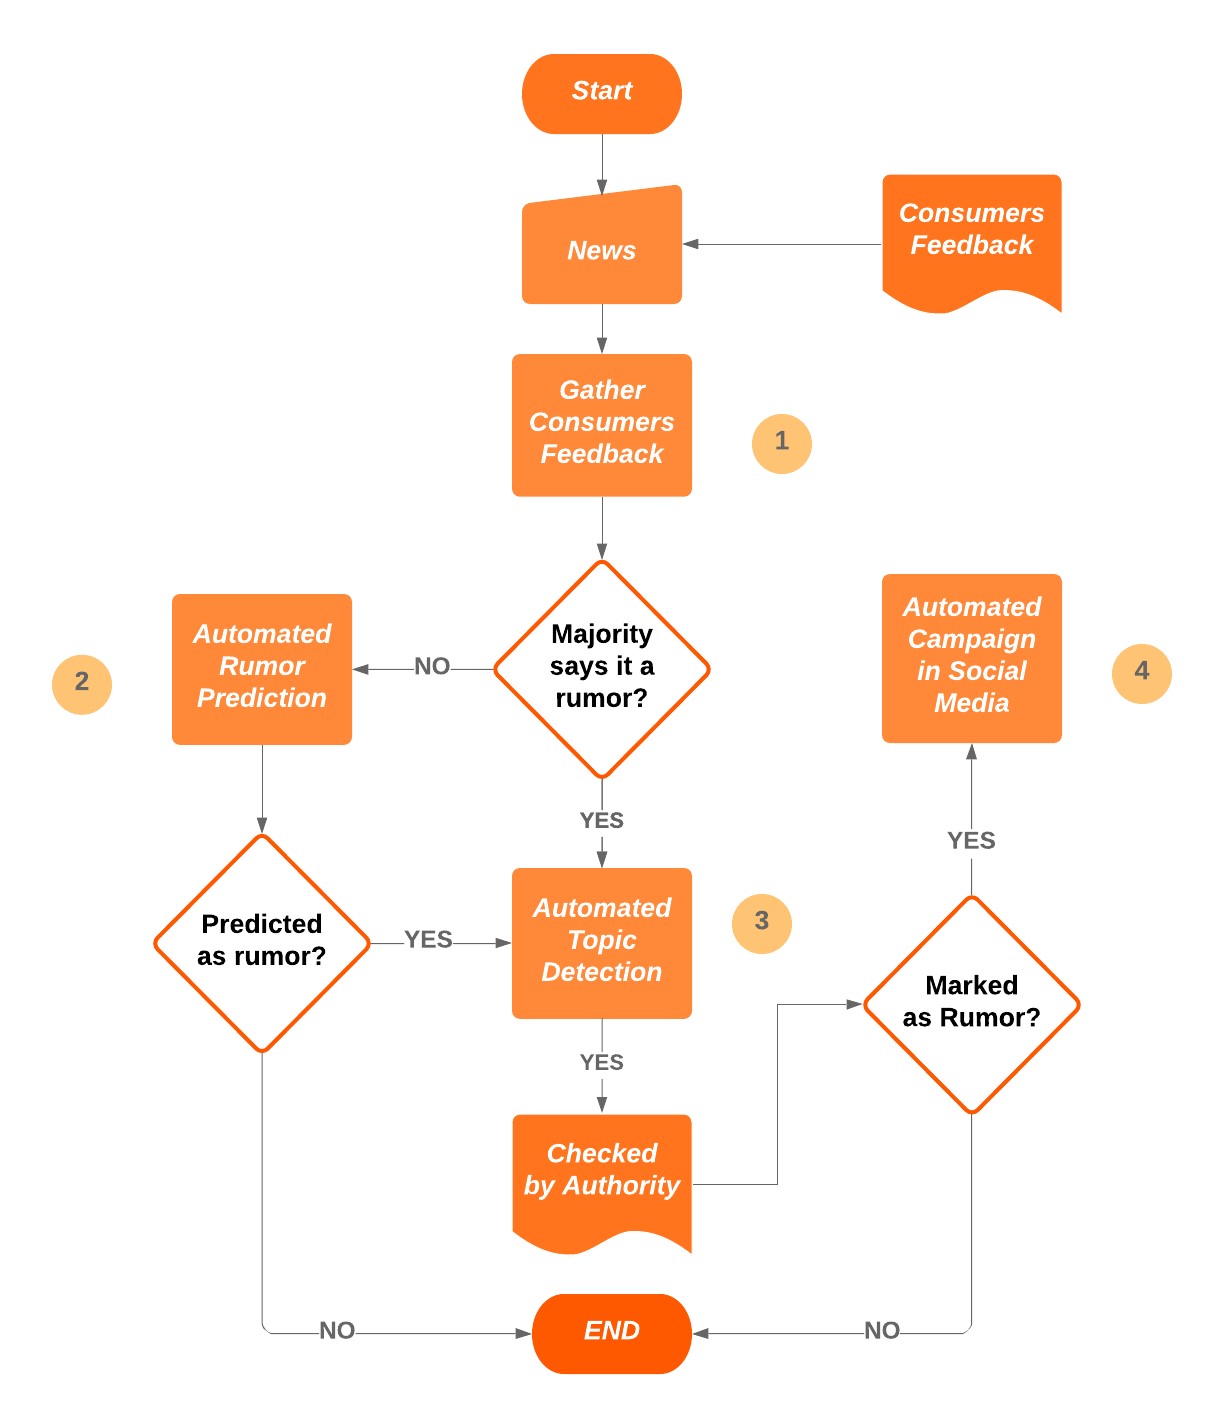 Start
News
Consumers
Feedback
Gather
Consumers
Feedback
1
Majority
says it a
rumor?
NO
Automated
Rumor
Prediction
2
Automated
Campaign
in Social
Media
4
YES
YES
Predicted
as rumor?
YES
Automated
Topic
Detection
3
Marked
as Rumor?
YES
Checked
by Authority
NO
END
NO